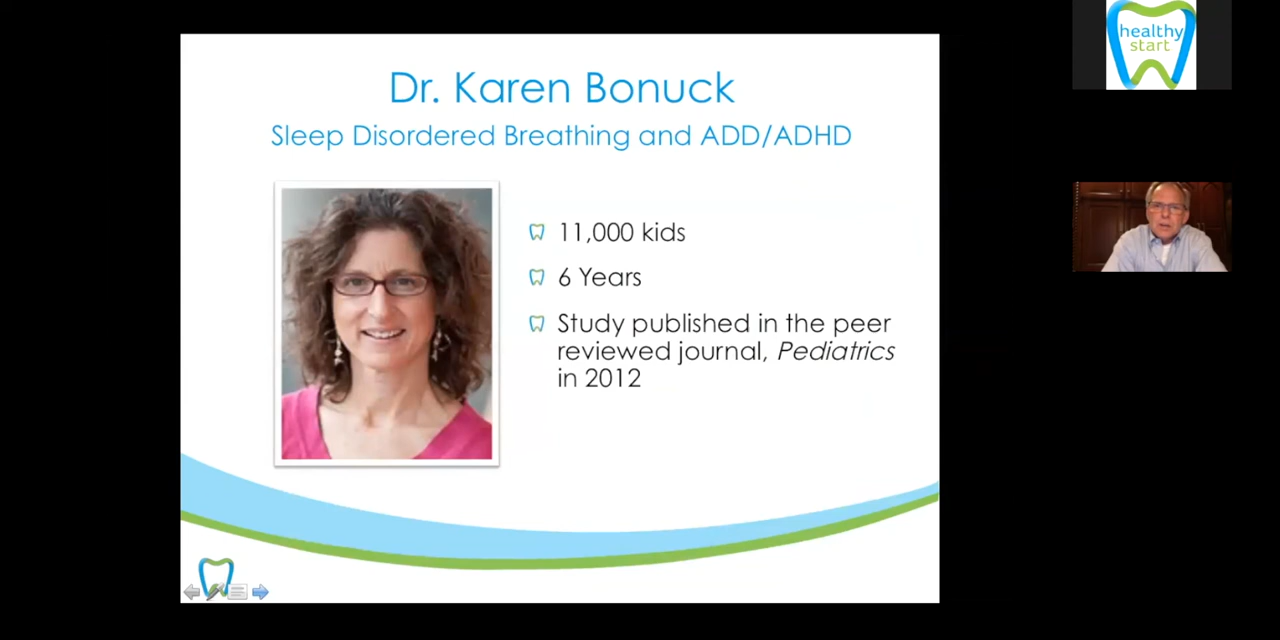 Dr. Karen Bonuck
Sleep Disordered Breathing and ADD/ADHD
11,000 kids
6 Years
Study published in the peer
reviewed journal, Pediatrics
in 2012
healthy
start